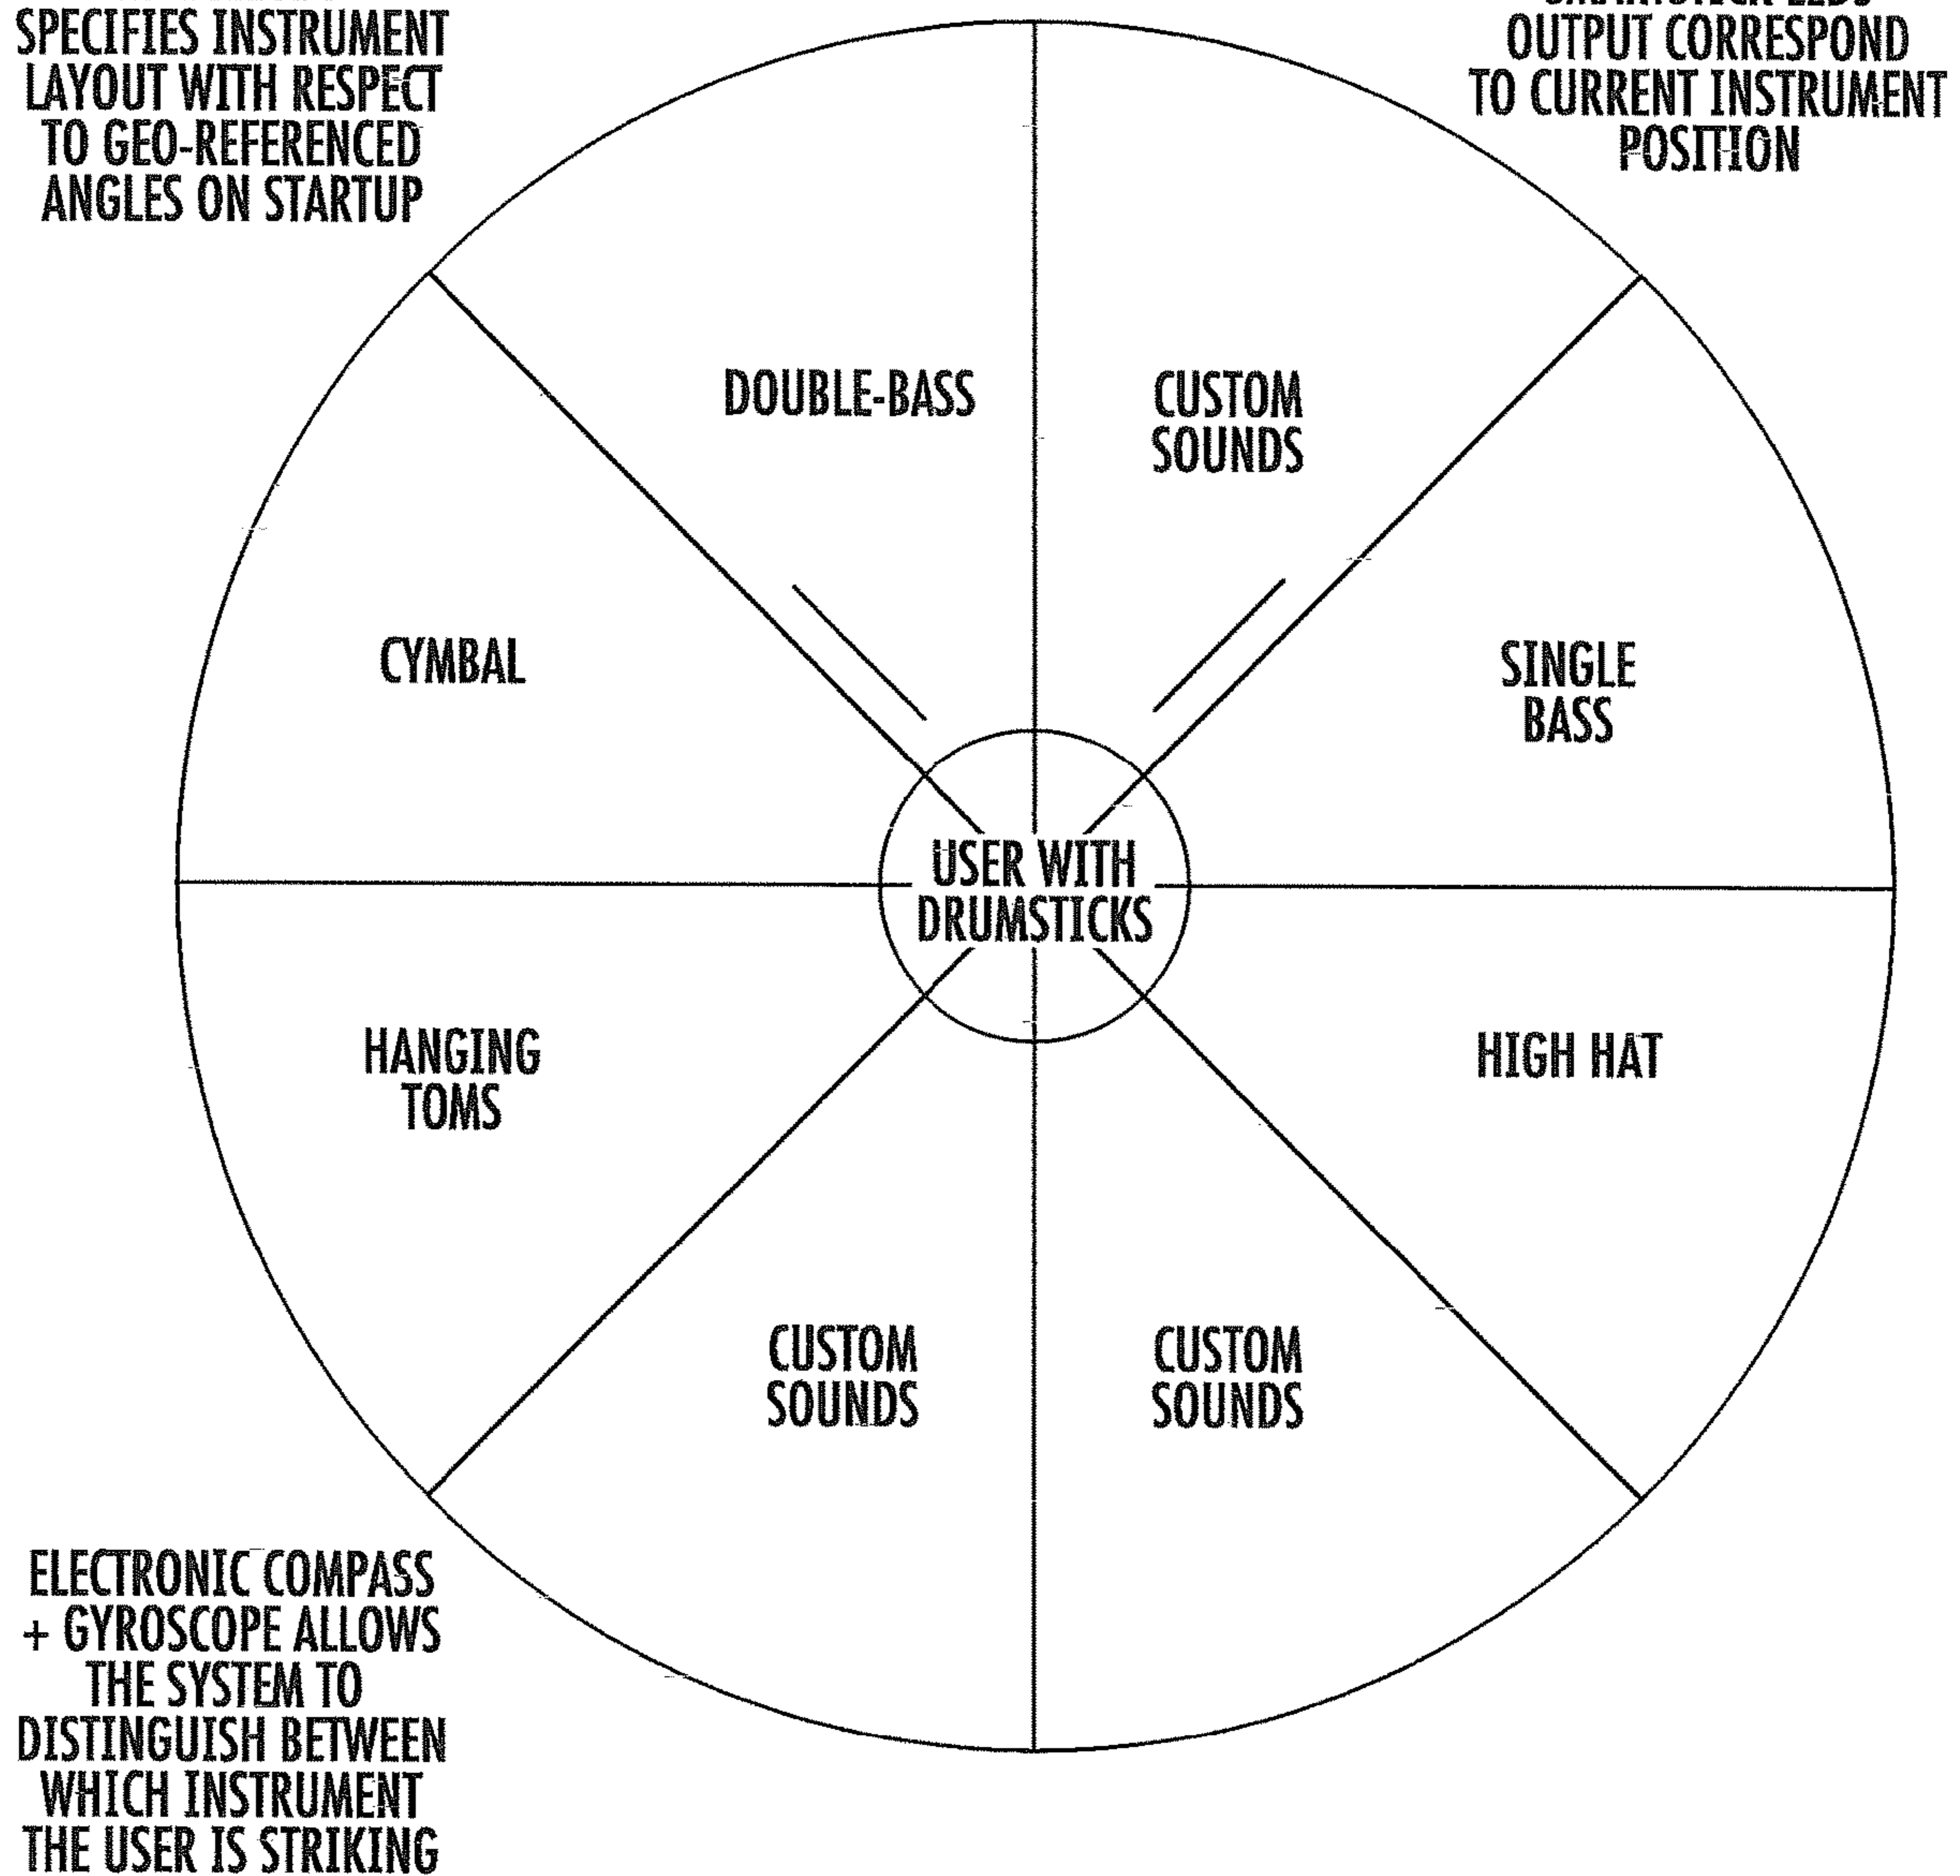 SPECIFIES INSTRUMENT
LAYOUT WITH RESPECT
TO GEO-REFERENCED
ANGLES ON STARTUP
OUTPUT CORRESPOND
TO CURRENT INSTRUMENT
POSITION
DOUBLE-BASS
CUSTOM
SOUNDS
CYMBAL
SINGLE
BASS
USER WITH
DRUMSTICKS
HANGING
TOMS
HIGH HAT
CUSTOM
SOUNDS
CUSTOM
SOUNDS
ELECTRONIC COMPASS
+ GYROSCOPE ALLOWS
THE SYSTEM TO
DISTINGUISH BETWEEN
WHICH INSTRUMENT
THE USER IS STRIKING